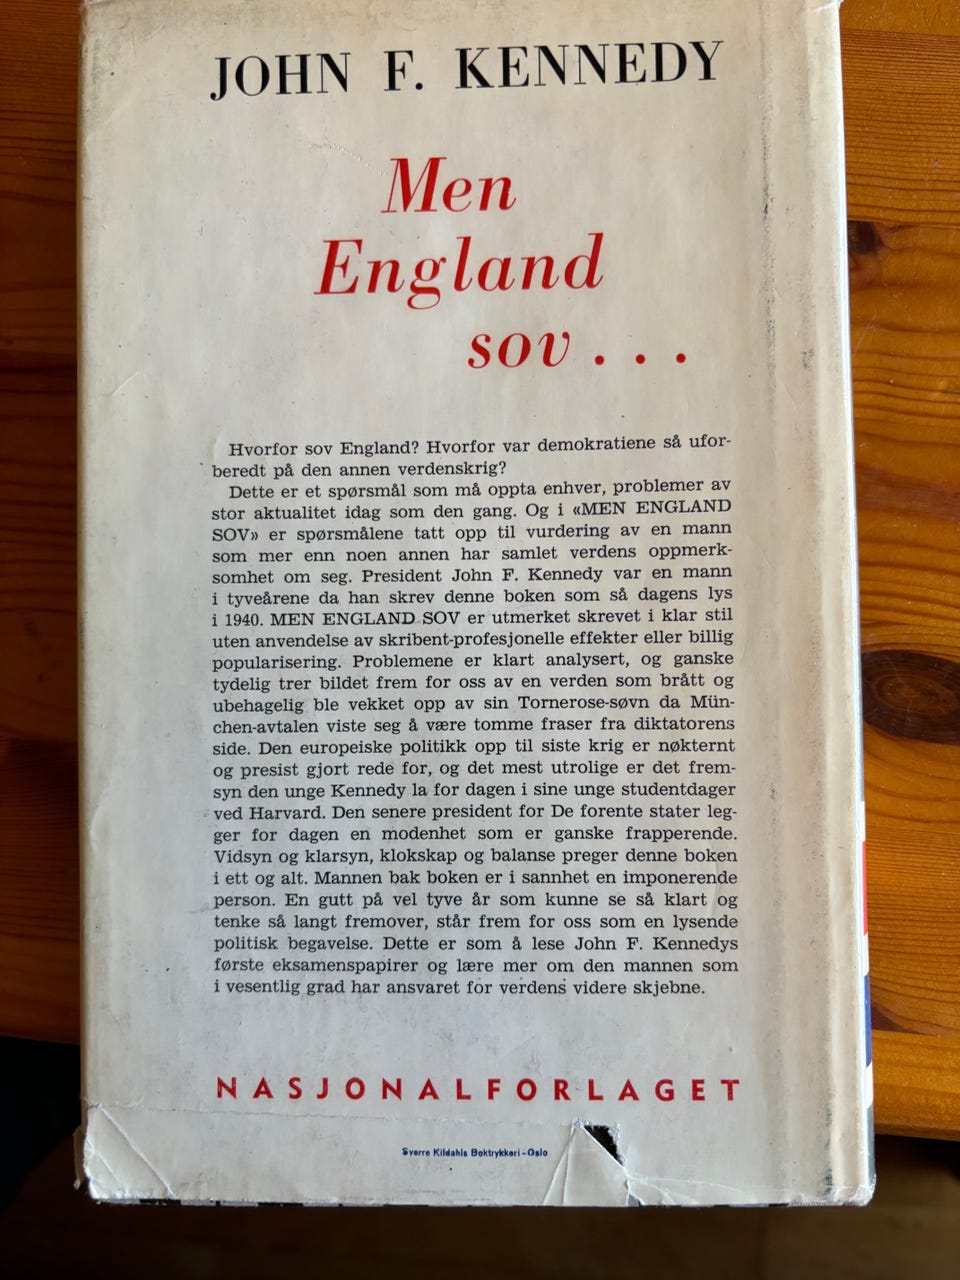 JOHN F. KENNEDY
Men
England
sov . . .
Hvorfor sov England? Hvorfor var demokratiene så ufor-
beredt på den annen verdenskrig?
Dette er et spørsmål som må oppta enhver, problemer av
stor aktualitet idag som den gang. Og i «MEN ENGLAND
SOV» er spørsmålene tatt opp til vurdering av en mann
som mer enn noen annen har samlet verdens oppmerk-
somhet om seg. President John F. Kennedy var en mann
i tyveårene da han skrev denne boken som så dagens lys
i 1940. MEN ENGLAND SOV er utmerket skrevet i klar stil
uten anvendelse av skribent-profesjonelle effekter eller billig
popularisering. Problemene er klart analysert, og ganske
tydelig trer bildet frem for oss av en verden som brått og
ubehagelig ble vekket opp av sin Tornerose-søvn da Mün-
chen-avtalen viste seg å være tomme fraser fra diktatorens
side. Den europeiske politikk opp til siste krig er nøkternt
og presist gjort rede for, og det mest utrolige er det frem-
syn den unge Kennedy la for dagen i sine unge studentdager
ved Harvard. Den senere president for De forente stater leg-
ger for dagen en modenhet som er ganske frapperende.
Vidsyn og klarsyn, klokskap og balanse preger denne boken
i ett og alt. Mannen bak boken er i sannhet en imponerende
person. En gutt på vel tyve år som kunne se så klart og
tenke så langt fremover, står frem for oss som en lysende
politisk begavelse. Dette er som å lese John F. Kennedys
første eksamenspapirer og lære mer om den mannen som
i vesentlig grad har ansvaret for verdens videre skjebne.
NASJONALFORLAGET
Sverre Kildahls Boktrykkeri - Oslo